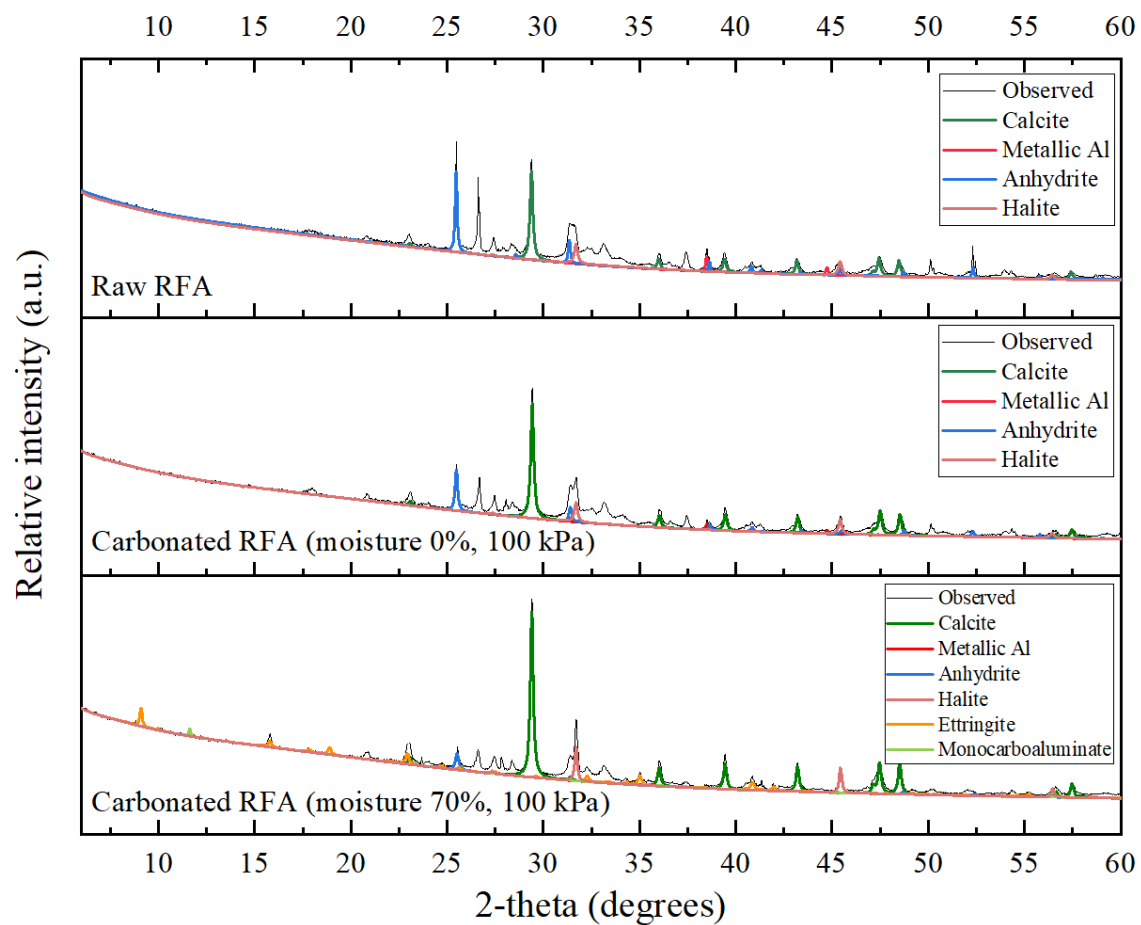 10 15 20 25 30 35 40 45 50 55 60
Observed
Calcite
Metallic Al
Anhydrite
Halite
Raw RFA
Observed
Calcite
Metallic Al
Anhydrite
Halite
Carbonated RFA (moisture 0%, 100 kPa)
Observed
Calcite
Metallic Al
Anhydrite
Halite
Ettringite
Monocarboaluminate
Carbonated RFA (moisture 70%, 100 kPa)
10 15 20 25 30 35 40 45 50 55 60
2-theta (degrees)
Relative intensity (a.u.)